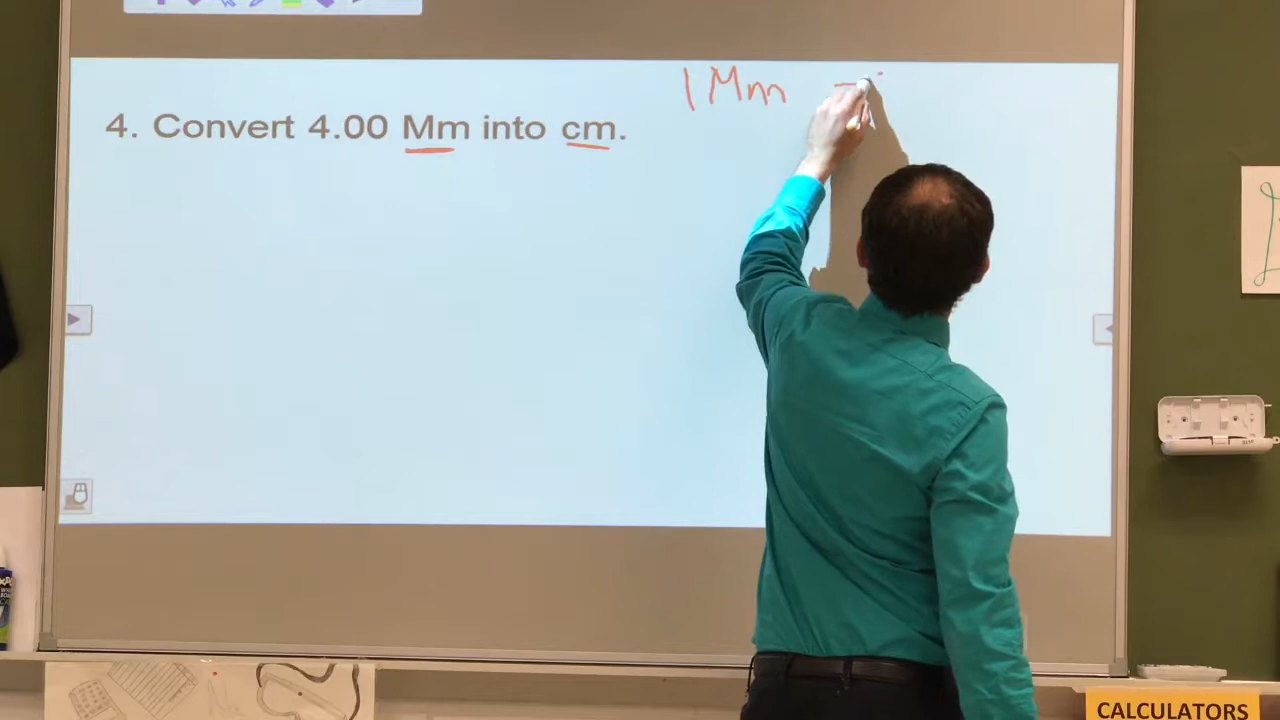 1 Mm =
4. Convert 4.00 Mm into cm.
CALCULATORS